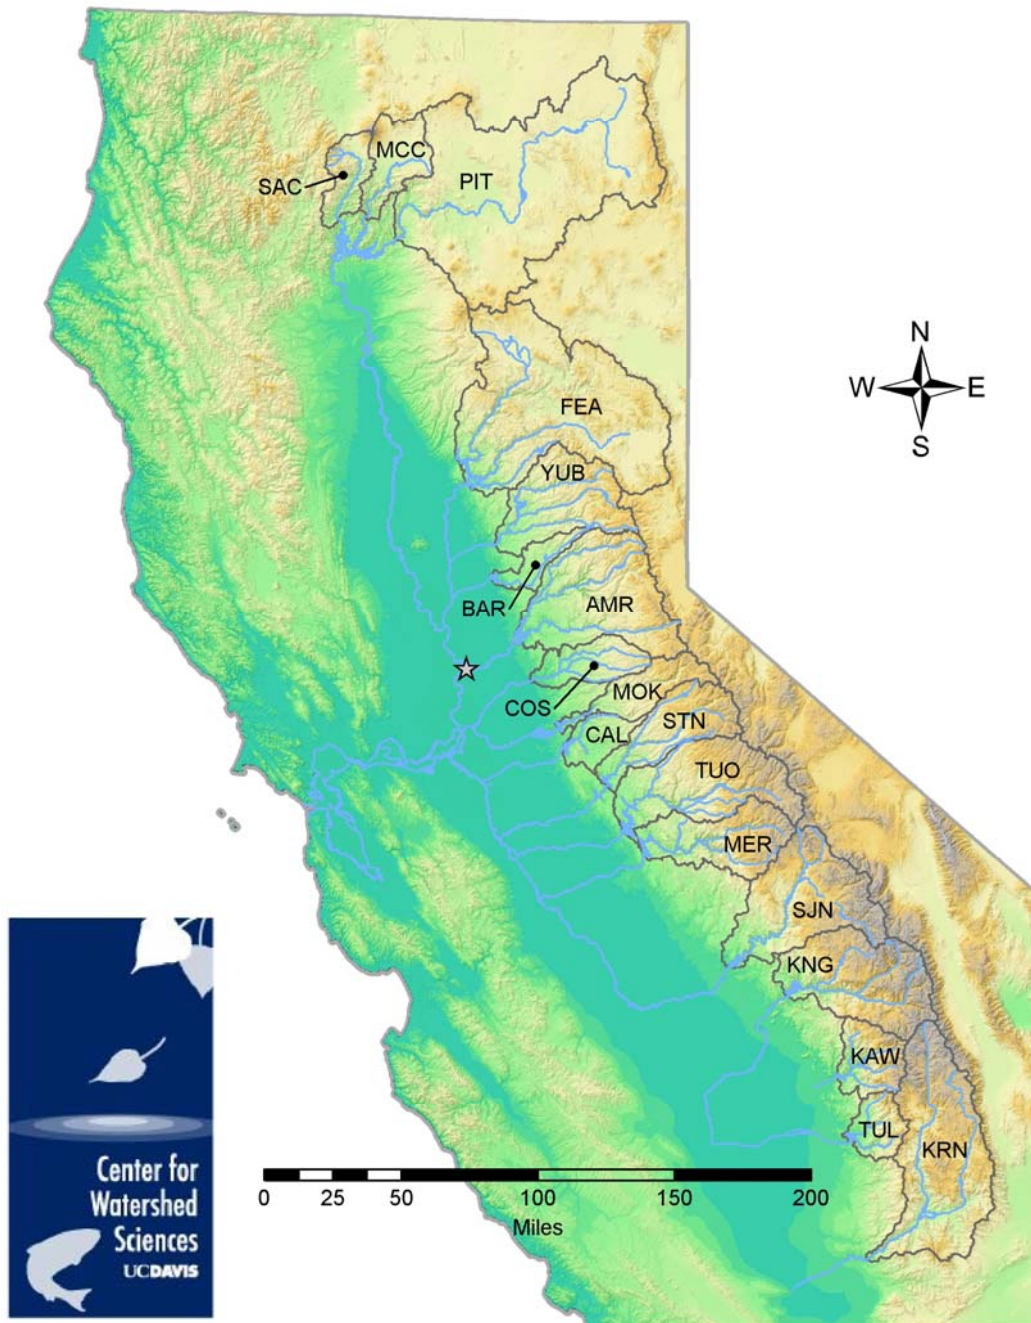 MCC
SAC
PIT
N
W E
S
FEA
YUB
BAR
AMR
COS
MOK
STN
CAL
TUO
MER
SJN
KNG
KAW
TUL
KRN
Center for
Watershed
Sciences
UCDAVIS
0 25 50 100 150 200
Miles